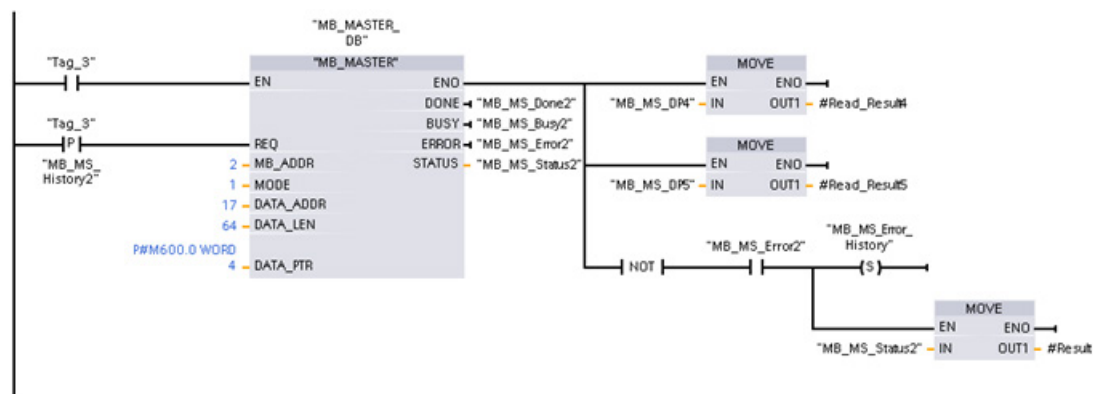 "MB_MASTER_
DB"
"Tag_3"
"MB_MASTER"
MOVE
EN ENO
EN ENO
DONE "MB_MS_Done2"
"MB_MS_DP4" IN OUT1 #Read_Result4
"Tag_3"
BUSY "MB_MS_Busy2"
P
REQ
ERROR "MB_MS_Error2"
MOVE
"MB_MS_
History2"
2 MB_ADDR
STATUS "MB_MS_Status2"
EN ENO
1 MODE
"MB_MS_DP5" IN OUT1 #Read_Result5
17 DATA_ADDR
64 DATA_LEN
"MB_MS_Error_
History"
"MB_MS_Error2"
P#M600.0 WORD
4 DATA_PTR
NOT
S
MOVE
EN ENO
"MB_MS_Status2" IN OUT1 #Result